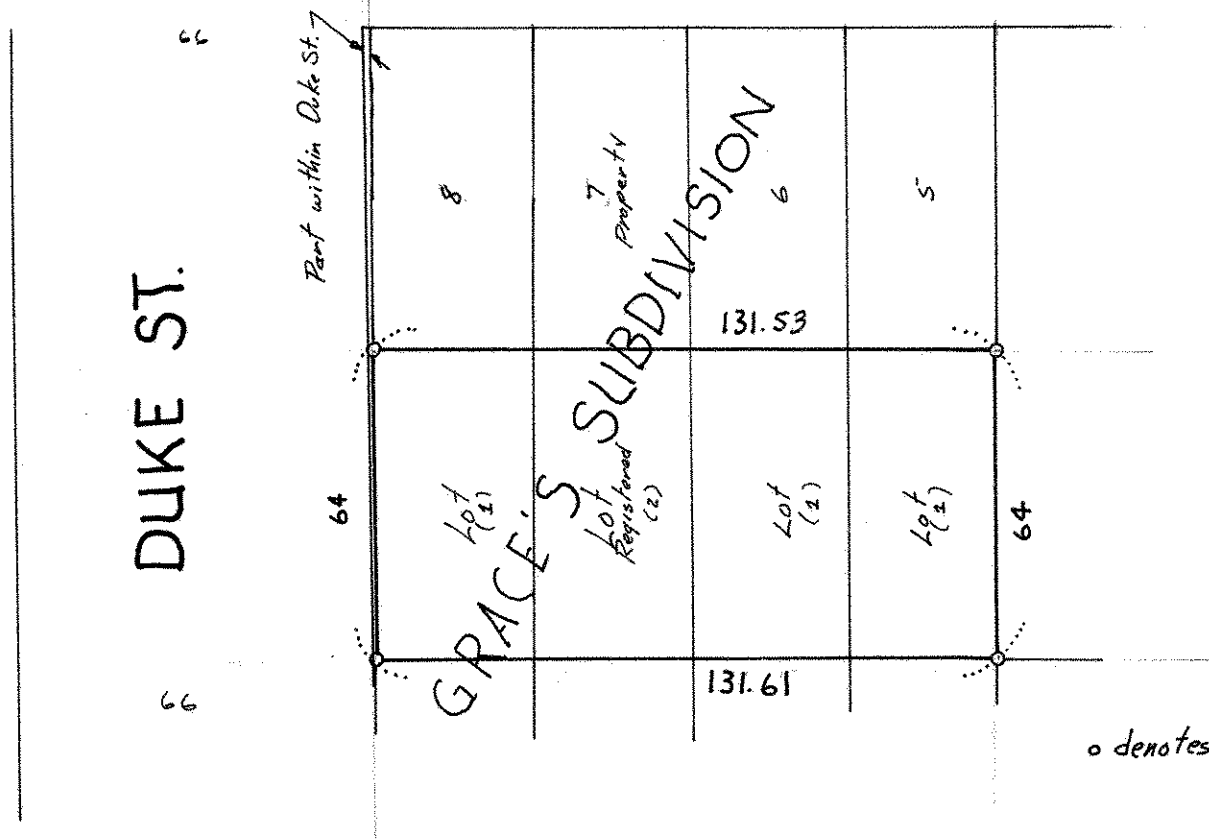 66
Part within Duke St.
DUKE ST.
8
7
Property
6
5
131.53
GRACE'S SUBDIVISION
64
Lot
(1)
Lot
Registered
(2)
Lot
(1)
Lot
(1)
64
66
131.61
o denotes